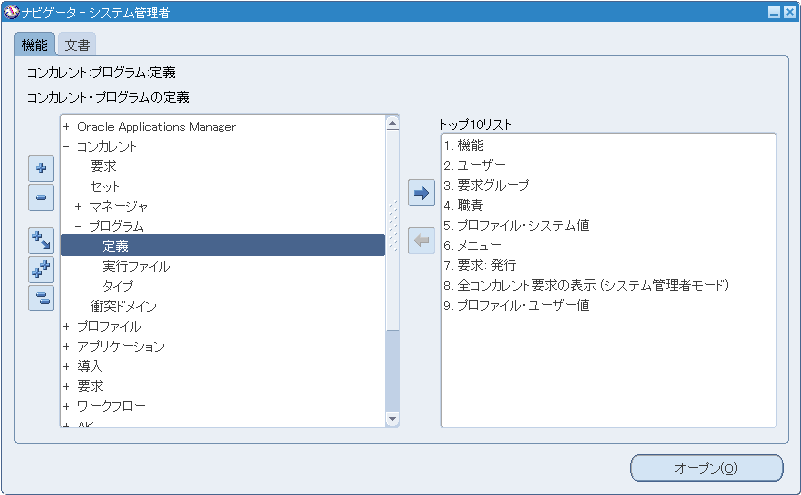 ナビゲータ - システム管理者
機能
文書
コンカレント:プログラム:定義
コンカレント・プログラムの定義
+ Oracle Applications Manager
- コンカレント
要求
セット
+ マネージャ
- プログラム
定義
実行ファイル
タイプ
衝突ドメイン
+ プロファイル
+ アプリケーション
+ 導入
+ 要求
+ ワークフロー
+ AK
トップ10リスト
1. 機能
2. ユーザー
3. 要求グループ
4. 職責
5. プロファイル・システム値
6. メニュー
7. 要求: 発行
8. 全コンカレント要求の表示 (システム管理者モード)
9. プロファイル・ユーザー値
オープン(O)